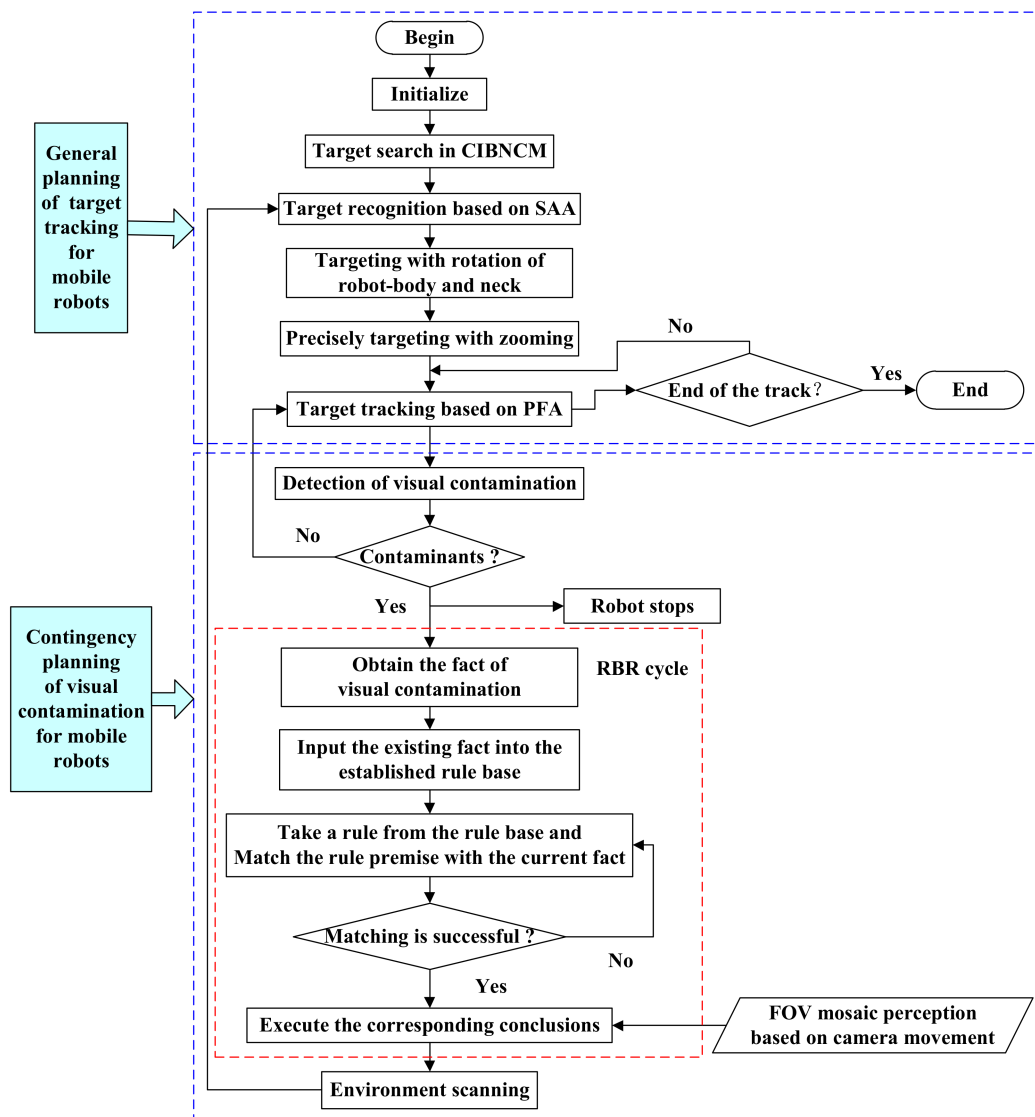 Begin
Initialize
Target search in CIBNCM
Target recognition based on SAA
Targeting with rotation of
robot-body and neck
Precisely targeting with zooming
Target tracking based on PFA
No
End of the track?
Yes
End
General
planning
of target
tracking
for
mobile
robots
Detection of visual contamination
No
Contaminants ?
Yes
Robot stops
Contingency
planning
of visual
contamination
for mobile
robots
RBR cycle
Obtain the fact of
visual contamination
Input the existing fact into the
established rule base
Take a rule from the rule base and
Match the rule premise with the current fact
Matching is successful ?
No
Yes
Execute the corresponding conclusions
FOV mosaic perception
based on camera movement
Environment scanning